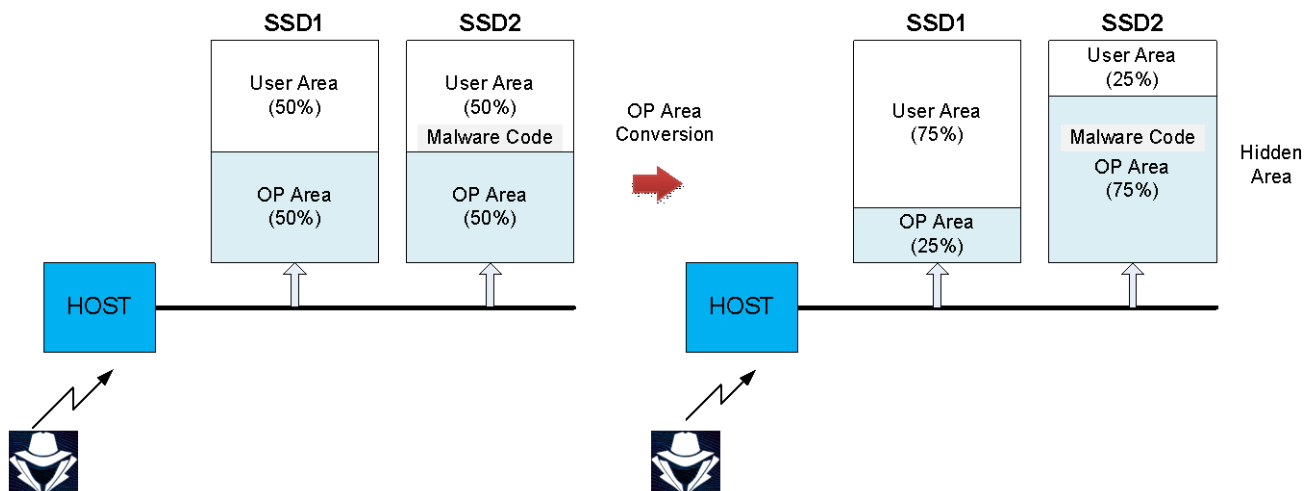 SSD1
SSD2
User Area
(50%)
User Area
(50%)
Malware Code
OP Area
(50%)
OP Area
(50%)
HOST
OP Area
Conversion
SSD1
SSD2
User Area
(75%)
User Area
(25%)
Malware Code
OP Area
(75%)
OP Area
(25%)
Hidden
Area
HOST